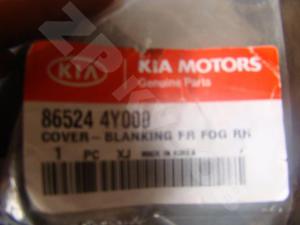 KIA KIA MOTORS
Genuine Parts
86524 4Y000
COVER - BLANKING FR FOG RH
1 PC XJ MADE IN KOREA